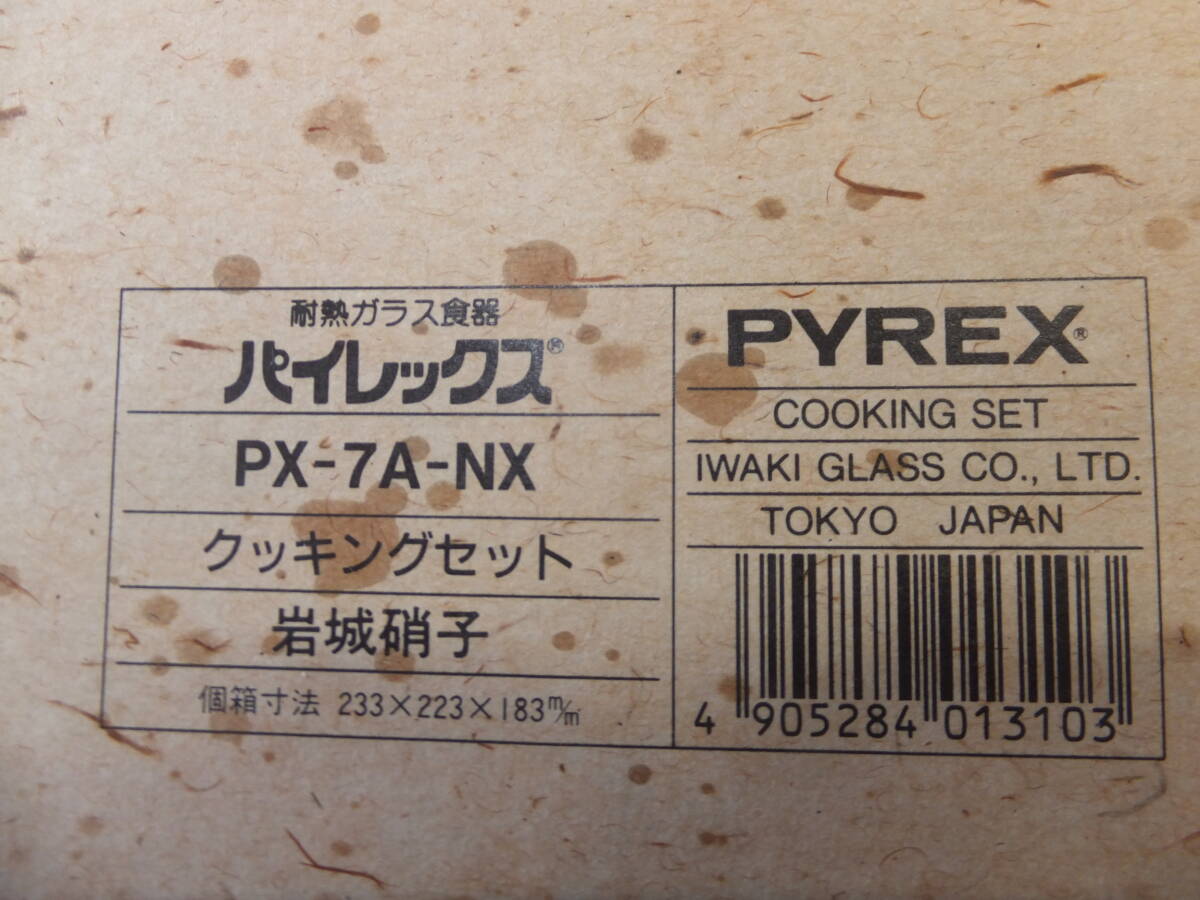 耐熱ガラス食器
パイレックス®
PX-7A-NX
クッキングセット
岩城硝子
個箱寸法 233×223×183m/m
PYREX®
COOKING SET
IWAKI GLASS CO., LTD.
TOKYO JAPAN
4 905284 013103